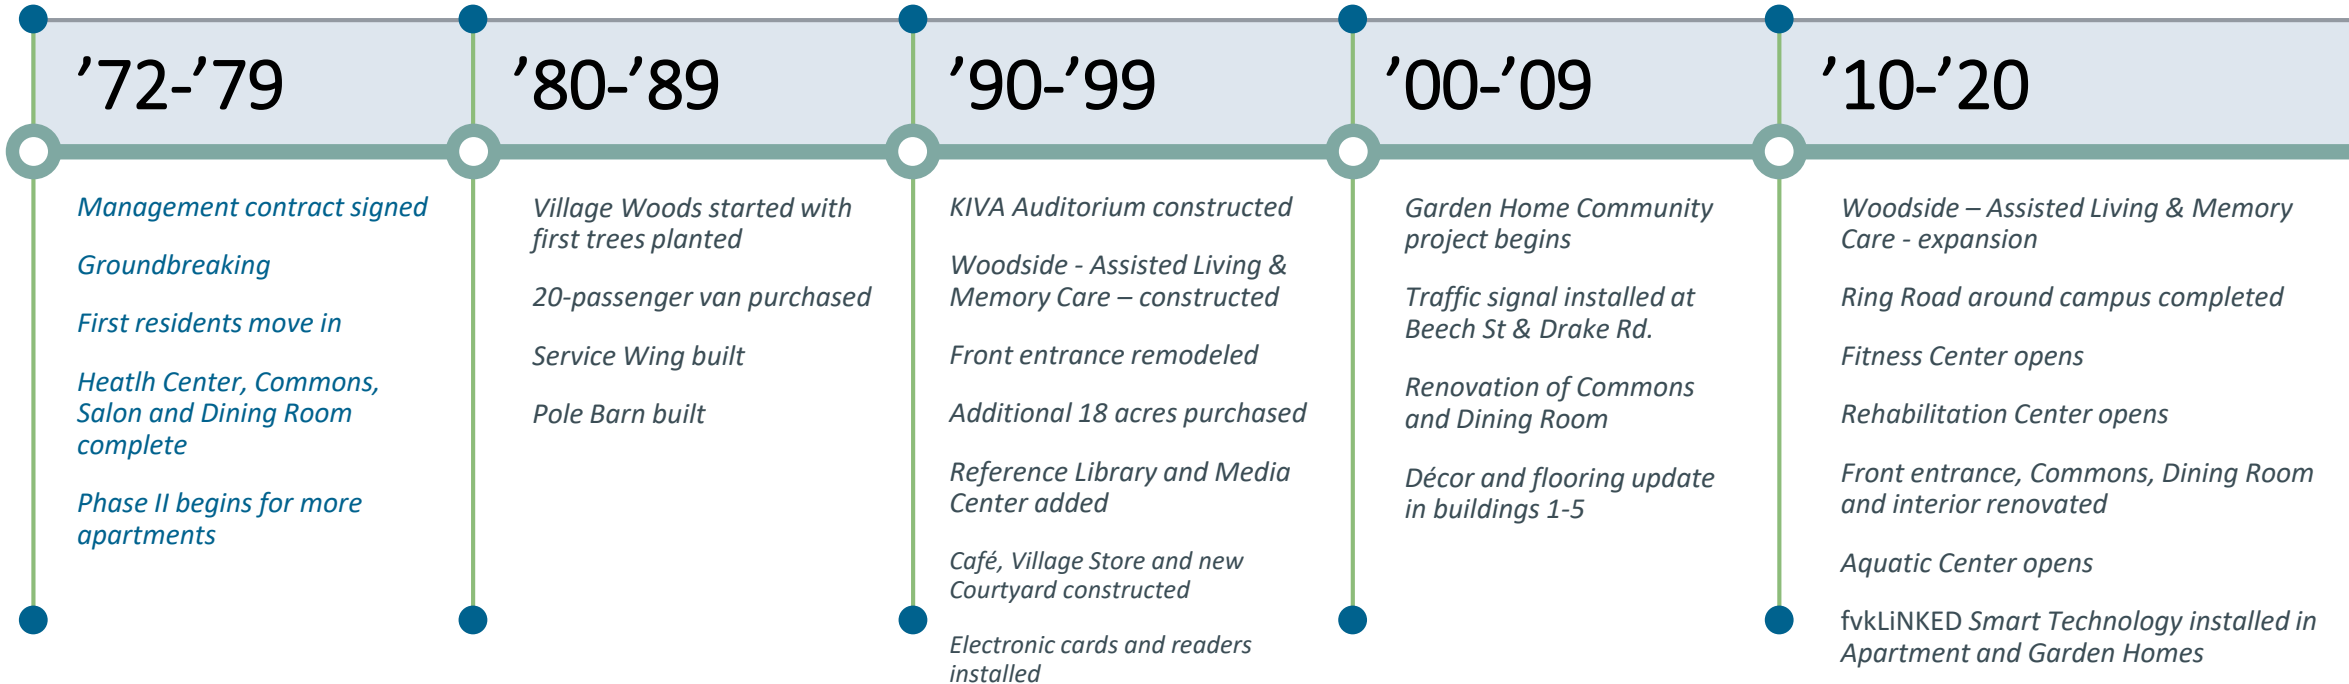 ’72-’79
Management contract signed
Groundbreaking
First residents move in
Heatlh Center, Commons,
Salon and Dining Room
complete
Phase II begins for more
apartments
’80-’89
Village Woods started with
first trees planted
20-passenger van purchased
Service Wing built
Pole Barn built
’90-’99
KIVA Auditorium constructed
Woodside - Assisted Living &
Memory Care – constructed
Front entrance remodeled
Additional 18 acres purchased
Reference Library and Media
Center added
Café, Village Store and new
Courtyard constructed
Electronic cards and readers
installed
’00-’09
Garden Home Community
project begins
Traffic signal installed at
Beech St & Drake Rd.
Renovation of Commons
and Dining Room
Décor and flooring update
in buildings 1-5
’10-’20
Woodside – Assisted Living & Memory
Care - expansion
Ring Road around campus completed
Fitness Center opens
Rehabilitation Center opens
Front entrance, Commons, Dining Room
and interior renovated
Aquatic Center opens
fvkLiNKED Smart Technology installed in
Apartment and Garden Homes